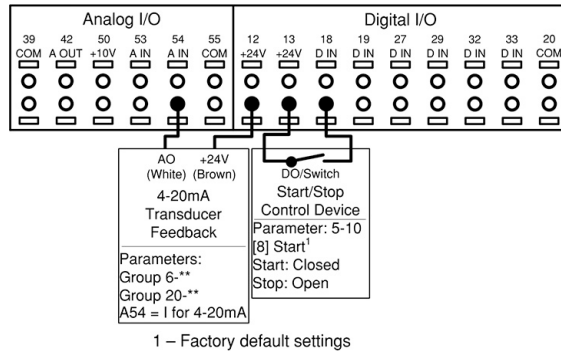 Analog I/O Digital I/O
39 42 50 53 54 55 12 13 18 19 27 29 32 33 20
COM A OUT +10V A IN A IN COM +24V +24V D IN D IN D IN D IN D IN D IN COM
AO +24V
(White) (Brown)
4-20mA
Transducer
Feedback
Parameters:
Group 6-**
Group 20-**
A54 = I for 4-20mA
DO/Switch
Start/Stop
Control Device
Parameter: 5-10
[8] Start¹
Start: Closed
Stop: Open
1 – Factory default settings